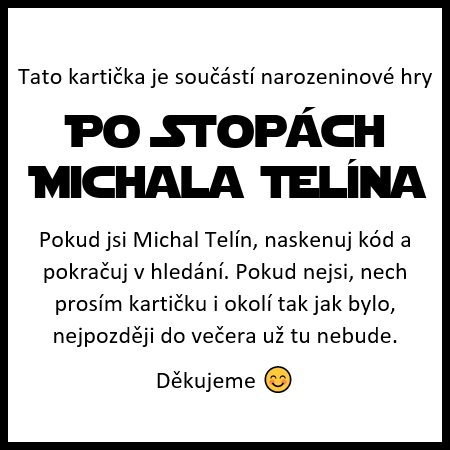 Tato kartička je součástí narozeninové hry
Po Stopách
Michala Telína
Pokud jsi Michal Telín, naskenuj kód a
pokračuj v hledání. Pokud nejsi, nech
prosím kartičku i okolí tak jak bylo,
nejpozději do večera už tu nebude.
Děkujeme 😊